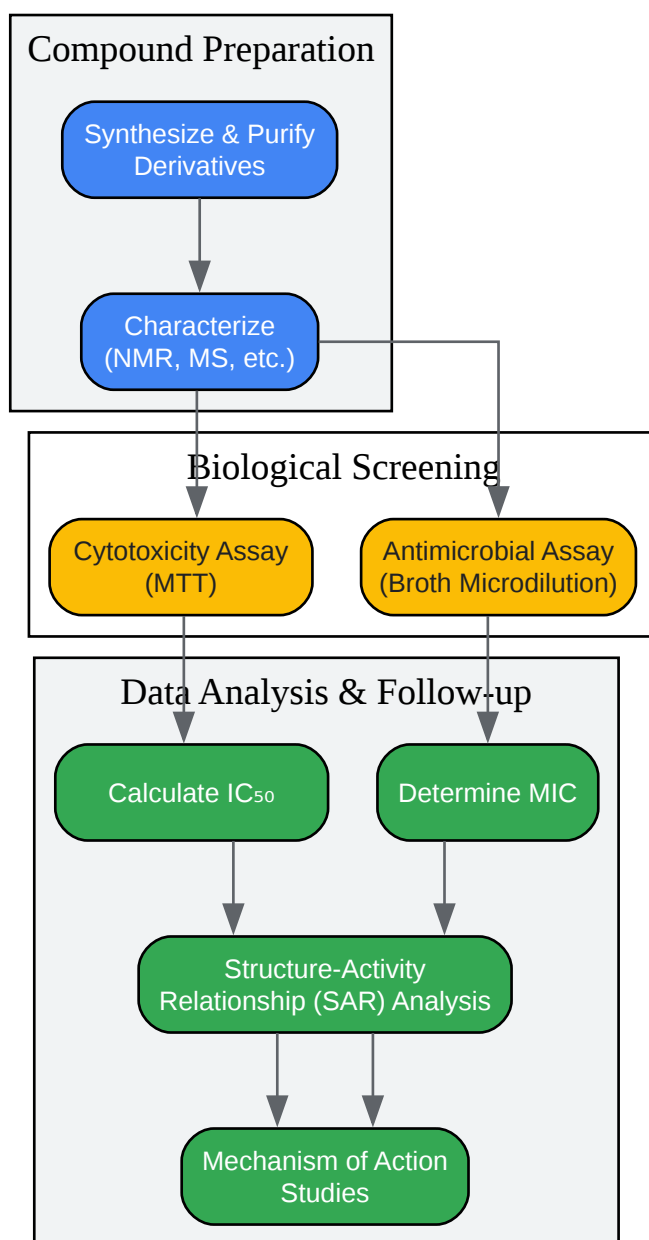 Compound Preparation
Synthesize & Purify
Derivatives
Characterize
(NMR, MS, etc.)
Biological Screening
Cytotoxicity Assay
(MTT)
Antimicrobial Assay
(Broth Microdilution)
Data Analysis & Follow-up
Calculate IC₅₀
Determine MIC
Structure-Activity
Relationship (SAR) Analysis
Mechanism of Action
Studies